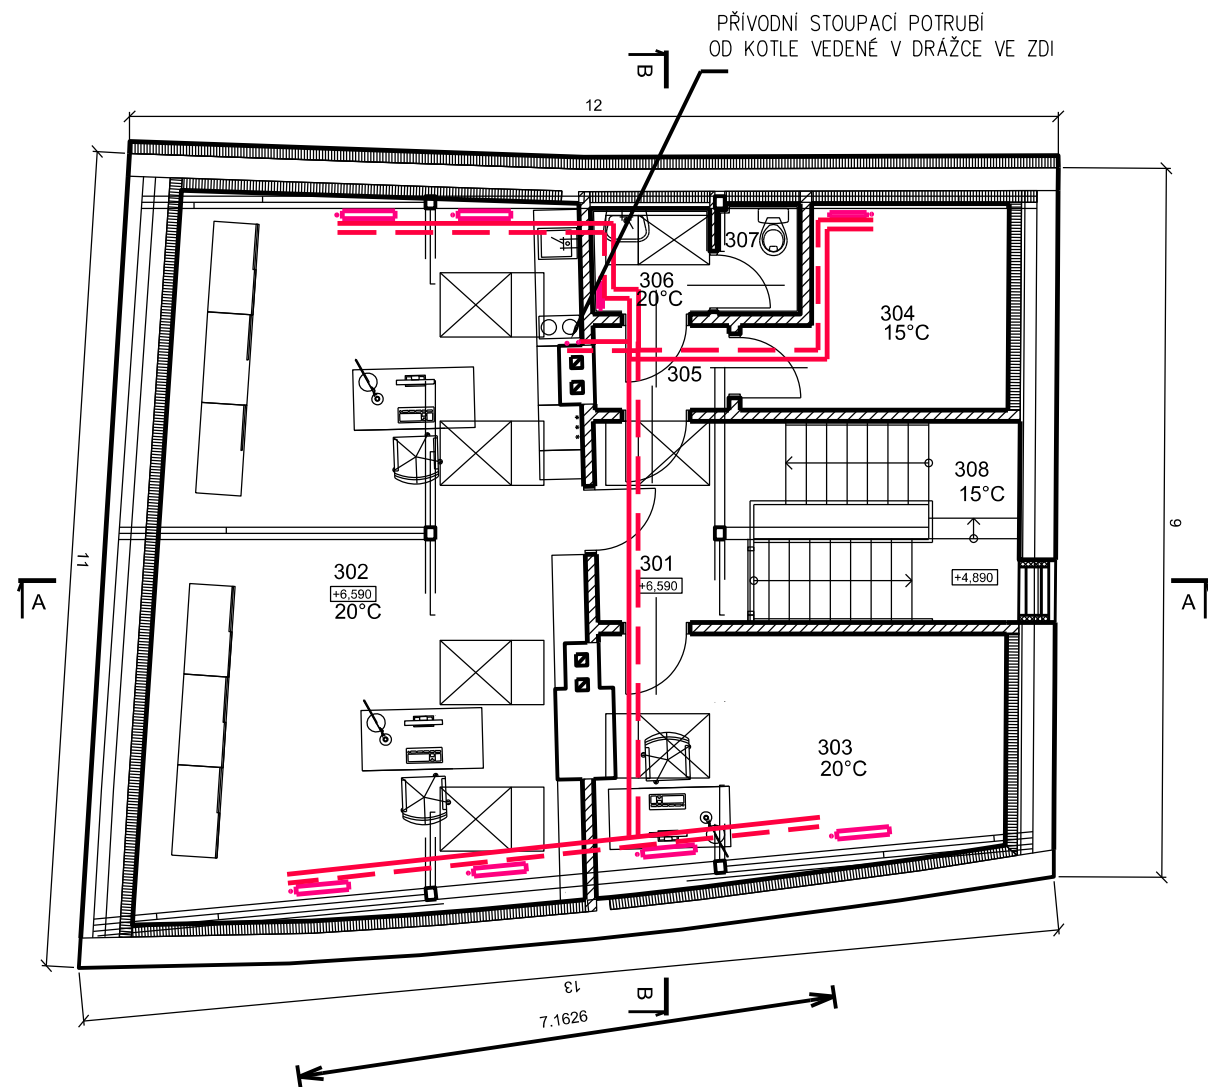 PŘÍVODNÍ STOUPACÍ POTRUBÍ
OD KOTLE VEDENÉ V DRÁŽCE VE ZDI
B
12
307
306
20°C
304
15°C
305
308
15°C
9
11
302
+6,590
20°C
301
+6,590
+4,890
A
A
303
20°C
13
B
7.1626